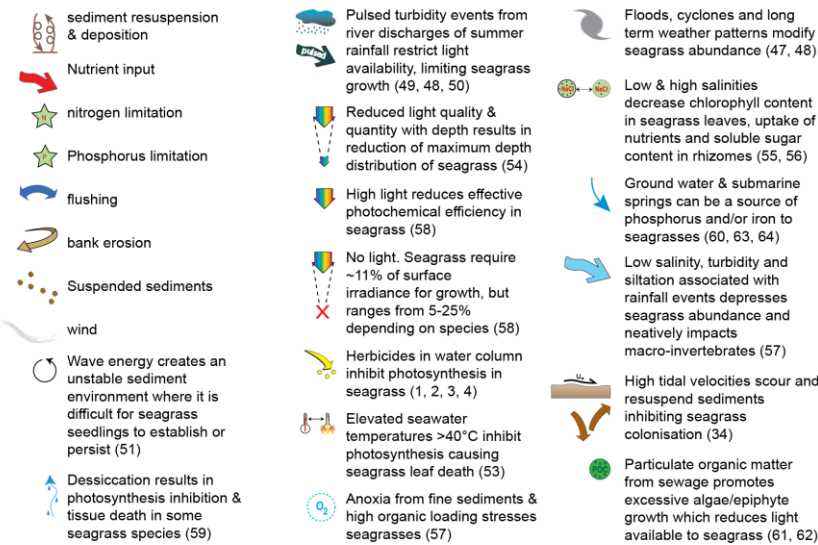 sediment resuspension
& deposition
Nutrient input
N
nitrogen limitation
P
Phosphorus limitation
flushing
bank erosion
Suspended sediments
wind
Wave energy creates an
unstable sediment
environment where it is
difficult for seagrass
seedlings to establish or
persist (51)
Dessiccation results in
photosynthesis inhibition &
tissue death in some
seagrass species (59)
pulsed
Pulsed turbidity events from
river discharges of summer
rainfall restrict light
availability, limiting seagrass
growth (49, 48, 50)
Reduced light quality &
quantity with depth results in
reduction of maximum depth
distribution of seagrass (54)
High light reduces effective
photochemical efficiency in
seagrass (58)
No light. Seagrass require
~11% of surface
irradiance for growth, but
ranges from 5-25%
depending on species (58)
Herbicides in water column
inhibit photosynthesis in
seagrass (1, 2, 3, 4)
Elevated seawater
temperatures >40°C inhibit
photosynthesis causing
seagrass leaf death (53)
O₂
Anoxia from fine sediments &
high organic loading stresses
seagrasses (57)
Floods, cyclones and long
term weather patterns modify
seagrass abundance (47, 48)
NaCl NaCl
Low & high salinities
decrease chlorophyll content
in seagrass leaves, uptake of
nutrients and soluble sugar
content in rhizomes (55, 56)
Ground water & submarine
springs can be a source of
phosphorus and/or iron to
seagrasses (60, 63, 64)
Low salinity, turbidity and
siltation associated with
rainfall events depresses
seagrass abundance and
neatively impacts
macro-invertebrates (57)
High tidal velocities scour and
resuspend sediments
inhibiting seagrass
colonisation (34)
POC
Particulate organic matter
from sewage promotes
excessive algae/epiphyte
growth which reduces light
available to seagrass (61, 62)